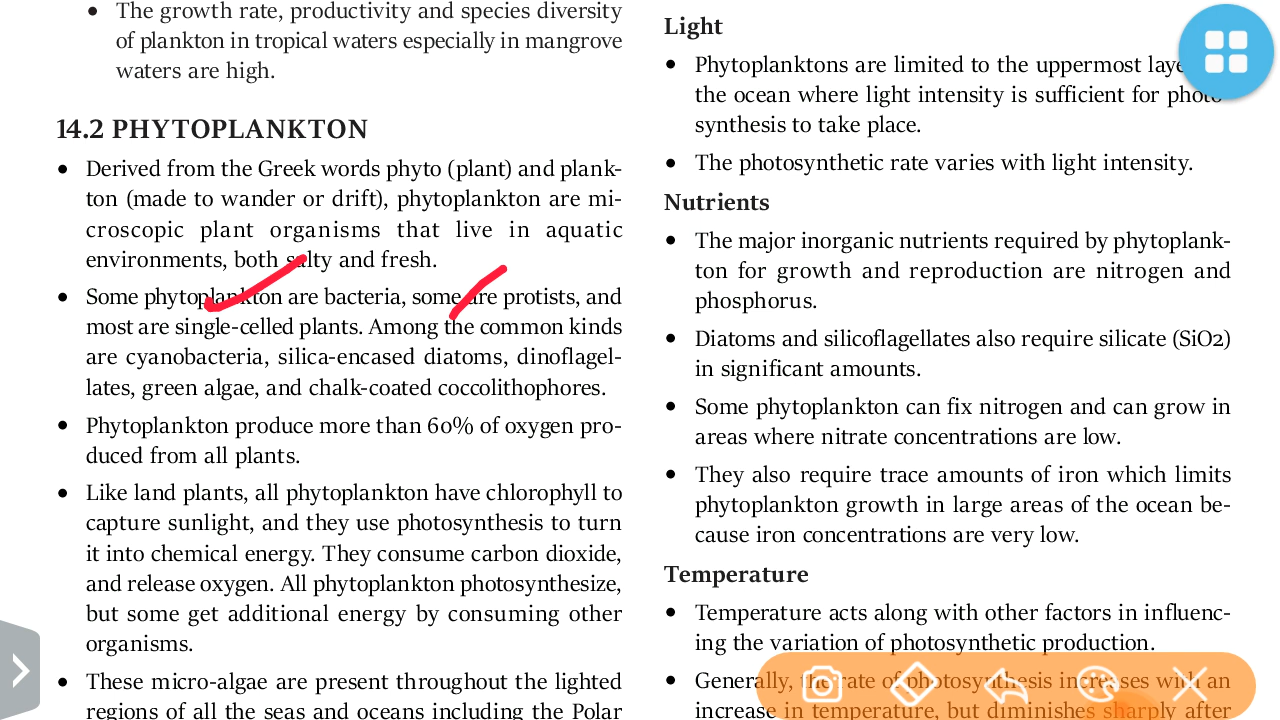 • The growth rate, productivity and species diversity
of plankton in tropical waters especially in mangrove
waters are high.
14.2 PHYTOPLANKTON
• Derived from the Greek words phyto (plant) and plank-
ton (made to wander or drift), phytoplankton are mi-
croscopic plant organisms that live in aquatic
environments, both salty and fresh.
• Some phytoplankton are bacteria, some are protists, and
most are single-celled plants. Among the common kinds
are cyanobacteria, silica-encased diatoms, dinoflagel-
lates, green algae, and chalk-coated coccolithophores.
• Phytoplankton produce more than 60% of oxygen pro-
duced from all plants.
• Like land plants, all phytoplankton have chlorophyll to
capture sunlight, and they use photosynthesis to turn
it into chemical energy. They consume carbon dioxide,
and release oxygen. All phytoplankton photosynthesize,
but some get additional energy by consuming other
organisms.
• These micro-algae are present throughout the lighted
regions of all the seas and oceans including the Polar
Light
• Phytoplanktons are limited to the uppermost
the ocean where light intensity is sufficient for photo-
synthesis to take place.
• The photosynthetic rate varies with light intensity.
Nutrients
• The major inorganic nutrients required by phytoplank-
ton for growth and reproduction are nitrogen and
phosphorus.
• Diatoms and silicoflagellates also require silicate (SiO2)
in significant amounts.
• Some phytoplankton can fix nitrogen and can grow in
areas where nitrate concentrations are low.
• They also require trace amounts of iron which limits
phytoplankton growth in large areas of the ocean be-
cause iron concentrations are very low.
Temperature
• Temperature acts along with other factors in influenc-
ing the variation of photosynthetic production.
• Generally, the rate of photosynthesis increases with an
increase in temperature, but diminishes sharply after